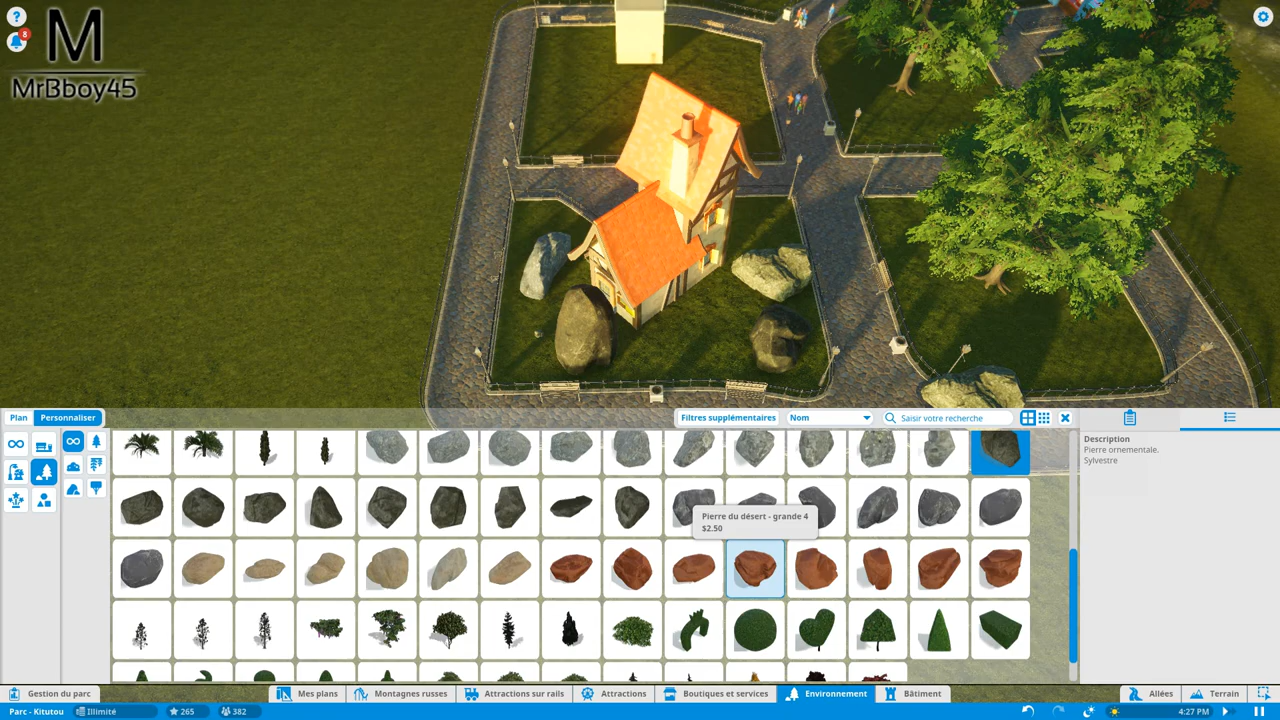 ?
8
M
MrBboy45
Plan
Personnaliser
Filtres supplémentaires
Nom
Saisir votre recherche
Description
Pierre ornementale.
Sylvestre
Pierre du désert - grande 4
$2.50
Gestion du parc
Mes plans
Montagnes russes
Attractions sur rails
Attractions
Boutiques et services
Environnement
Bâtiment
Allées
Terrain
Parc - Kitutou
Illimité
265
382
4:27 PM